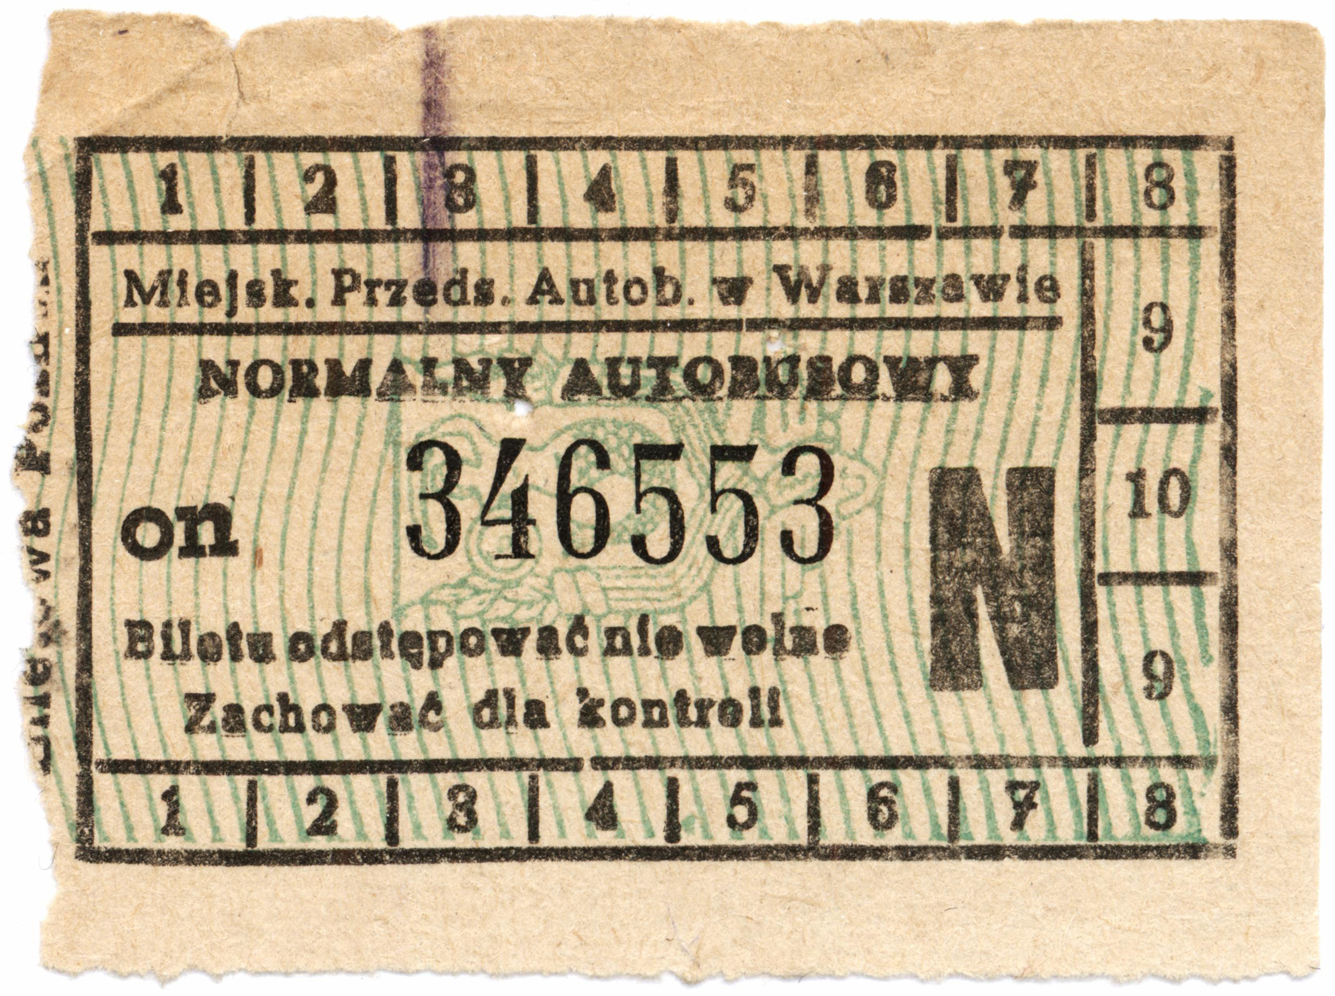 1 2 3 4 5 6 7 8
Miejsk. Przeds. Autob. w Warszawie
9
NORMALNY AUTOBUSOWY
346553
on
N
10
Biletu odstępować nie wolno
Zachować dla kontroli
9
1 2 3 4 5 6 7 8